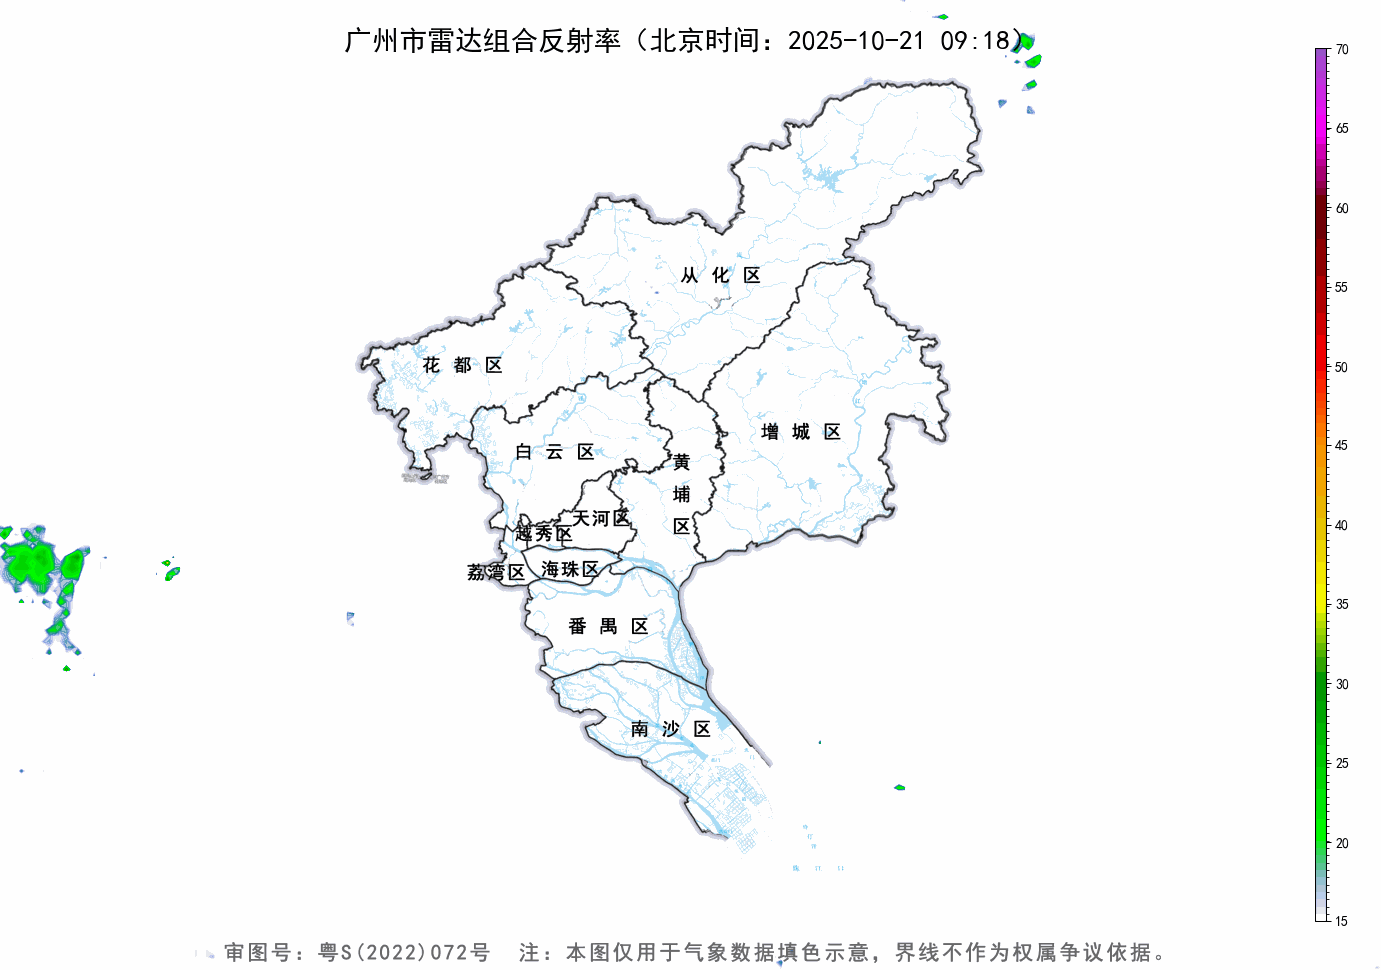 广州市雷达组合反射率（北京时间：2025-10-21 09:18）
70
65
60
55
50
45
40
35
30
25
20
15
从化区
花都区
增城区
白云区
黄埔区
天河区
越秀区
荔湾区
海珠区
番禺区
南沙区
审图号：粤S(2022)072号 注：本图仅用于气象数据填色示意，界线不作为权属争议依据。